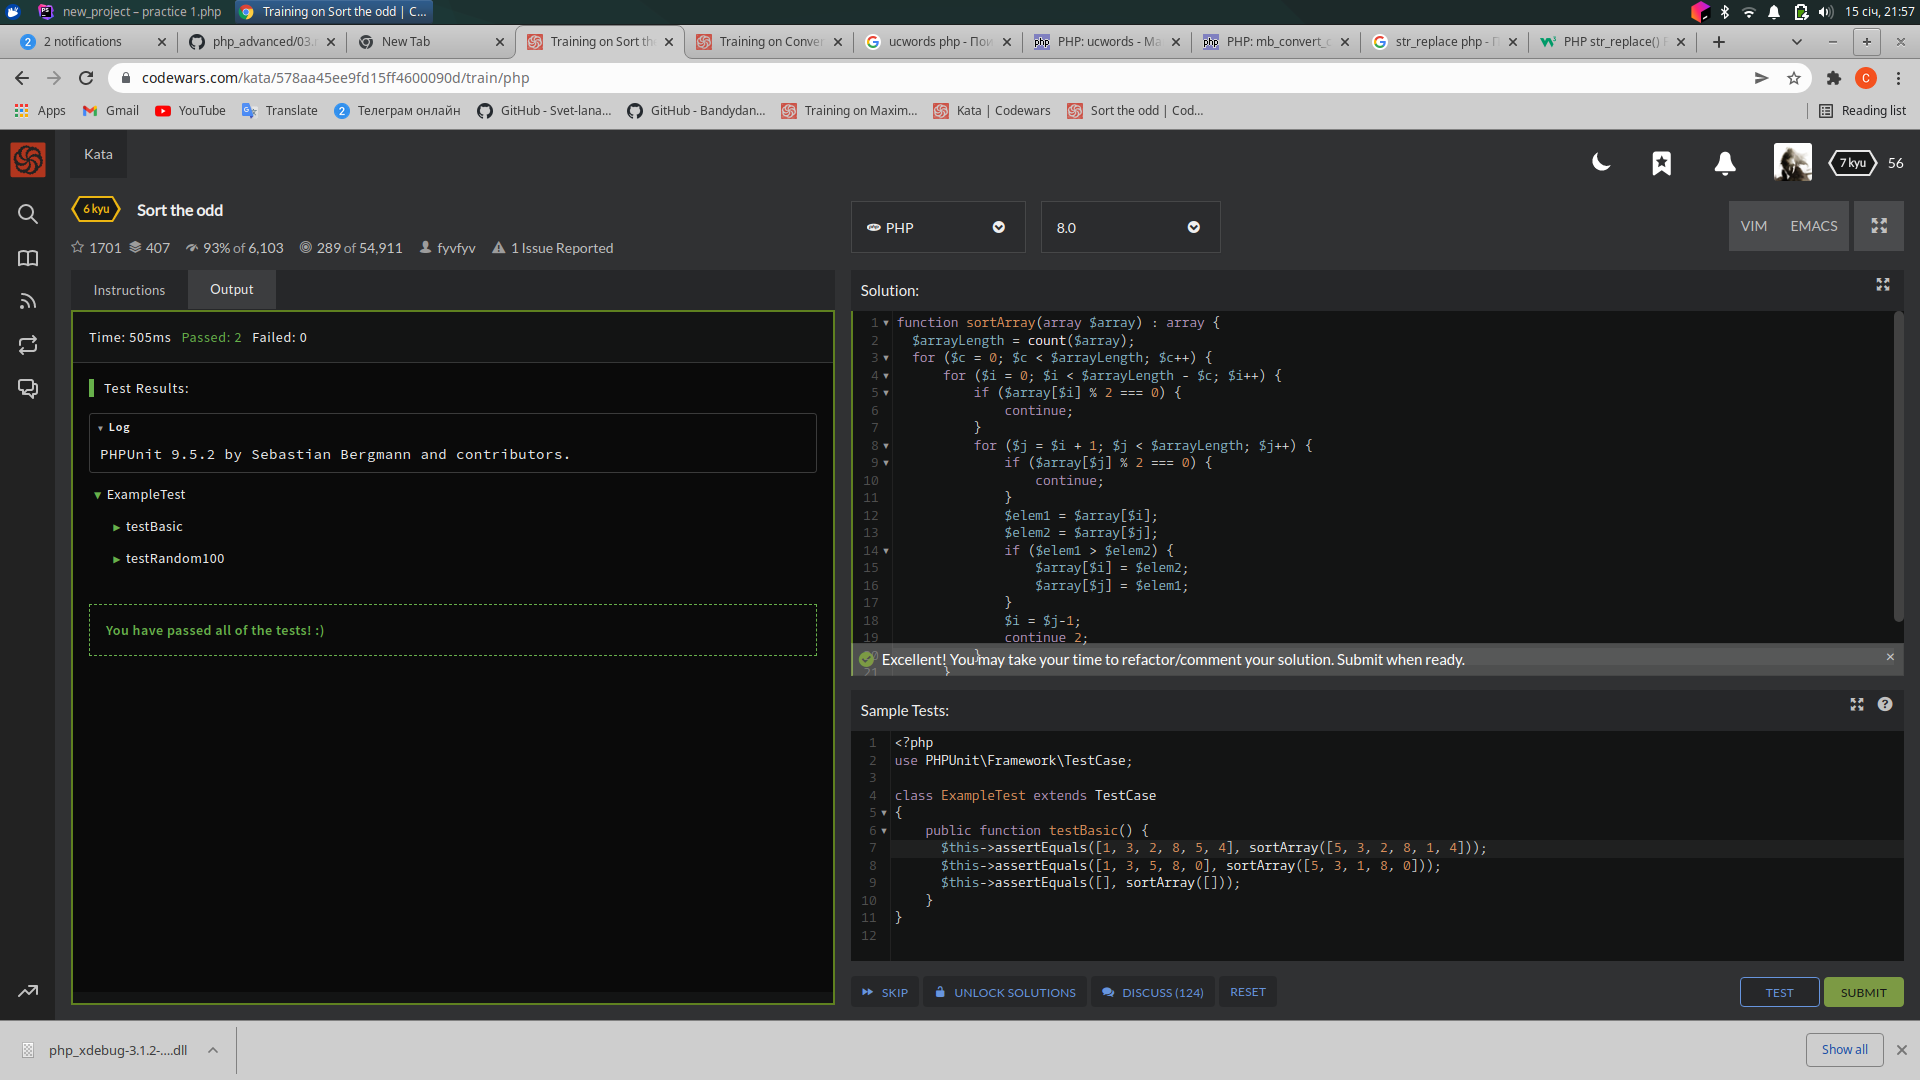 new_project – practice 1.php
Training on Sort the odd | C...
15 січ, 21:57
2 notifications
php_advanced/03.r
New Tab
Training on Sort th
Training on Conver
ucwords php - Пои
PHP: ucwords - Ma
PHP: mb_convert_c
str_replace php - П
PHP str_replace() F
codewars.com/kata/578aa45ee9fd15ff4600090d/train/php
C
Apps
Gmail
YouTube
Translate
2 Телеграм онлайн
GitHub - Svet-lana...
GitHub - Bandydan...
Training on Maxim...
Kata | Codewars
Sort the odd | Cod...
Reading list
Kata
7 kyu
56
6 kyu
Sort the odd
1701
407
93% of 6,103
289 of 54,911
fyvfyv
1 Issue Reported
PHP
8.0
VIM
EMACS
Instructions
Output
Time: 505ms Passed: 2 Failed: 0
Test Results:
Log
PHPUnit 9.5.2 by Sebastian Bergmann and contributors.
ExampleTest
testBasic
testRandom100
You have passed all of the tests! :)
Solution:
1 function sortArray(array $array) : array {
2 $arrayLength = count($array);
3 for ($c = 0; $c < $arrayLength; $c++) {
4 for ($i = 0; $i < $arrayLength - $c; $i++) {
5 if ($array[$i] % 2 === 0) {
6 continue;
7 }
8 for ($j = $i + 1; $j < $arrayLength; $j++) {
9 if ($array[$j] % 2 === 0) {
10 continue;
11 }
12 $elem1 = $array[$i];
13 $elem2 = $array[$j];
14 if ($elem1 > $elem2) {
15 $array[$i] = $elem2;
16 $array[$j] = $elem1;
17 }
18 $i = $j-1;
19 continue 2;
20 }
21 }
Excellent! You may take your time to refactor/comment your solution. Submit when ready.
Sample Tests:
1 <?php
2 use PHPUnit\Framework\TestCase;
3
4 class ExampleTest extends TestCase
5 {
6 public function testBasic() {
7 $this->assertEquals([1, 3, 2, 8, 5, 4], sortArray([5, 3, 2, 8, 1, 4]));
8 $this->assertEquals([1, 3, 5, 8, 0], sortArray([5, 3, 1, 8, 0]));
9 $this->assertEquals([], sortArray([]));
10 }
11 }
12
SKIP
UNLOCK SOLUTIONS
DISCUSS (124)
RESET
TEST
SUBMIT
php_xdebug-3.1.2-....dll
Show all